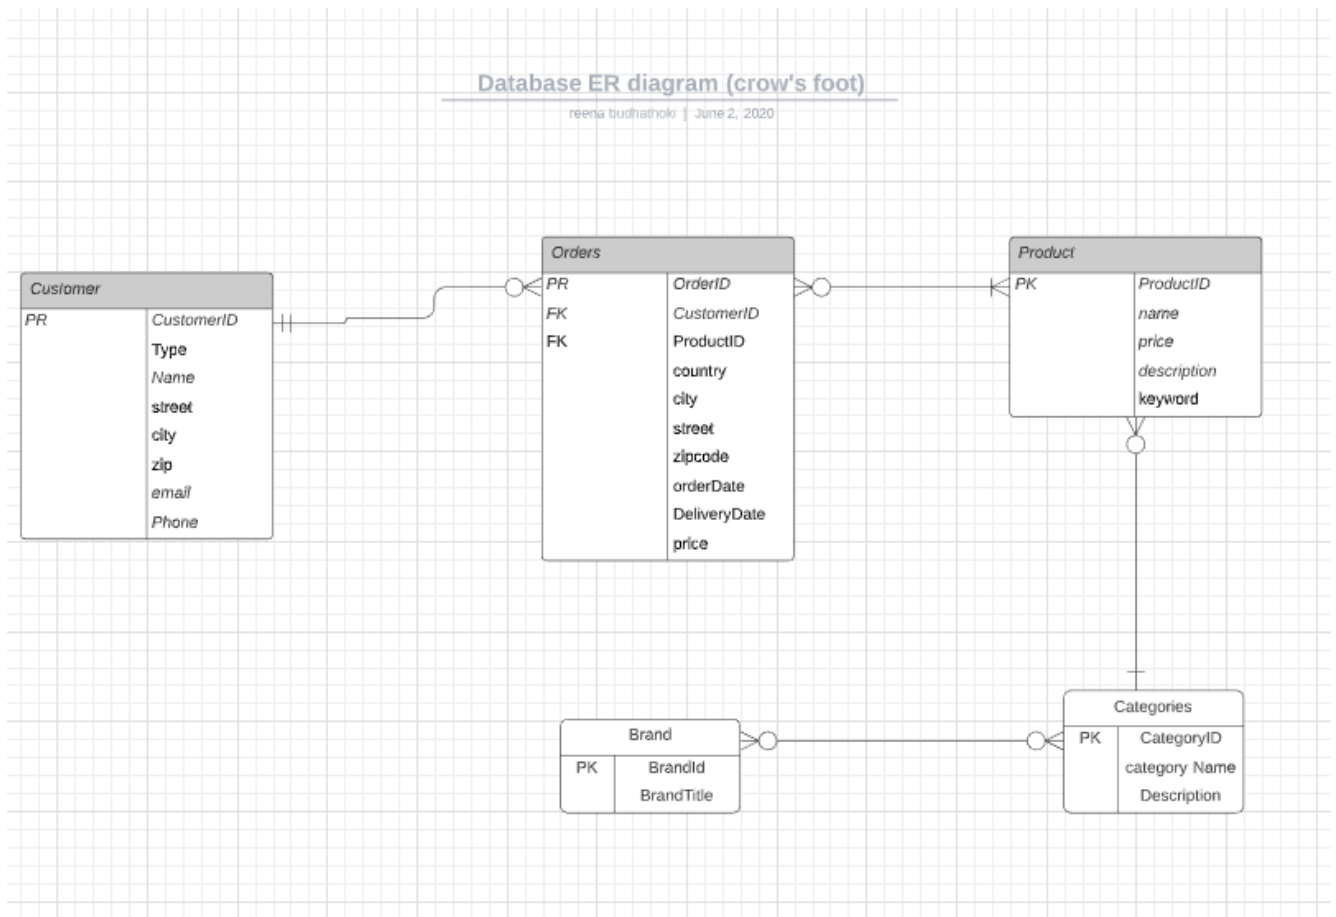 Database ER diagram (crow's foot)
reena budhathoki | June 2, 2020
Customer
PR CustomerID
Type
Name
street
city
zip
email
Phone
Orders
PR OrderID
FK CustomerID
FK ProductID
country
city
street
zipcode
orderDate
DeliveryDate
price
Product
PK ProductID
name
price
description
keyword
Brand
PK BrandId
BrandTitle
Categories
PK CategoryID
category Name
Description